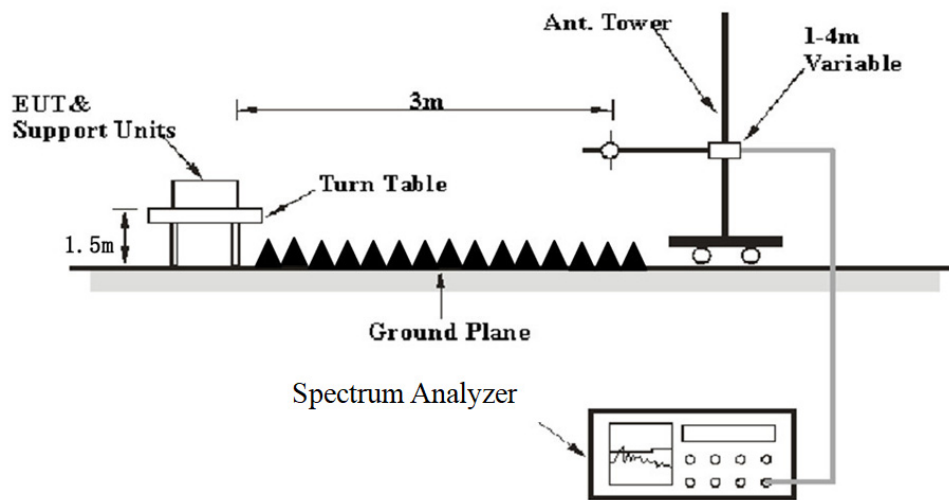 Ant. Tower
1-4m
Variable
3m
EUT&
Support Units
Turn Table
1.5m
Ground Plane
Spectrum Analyzer